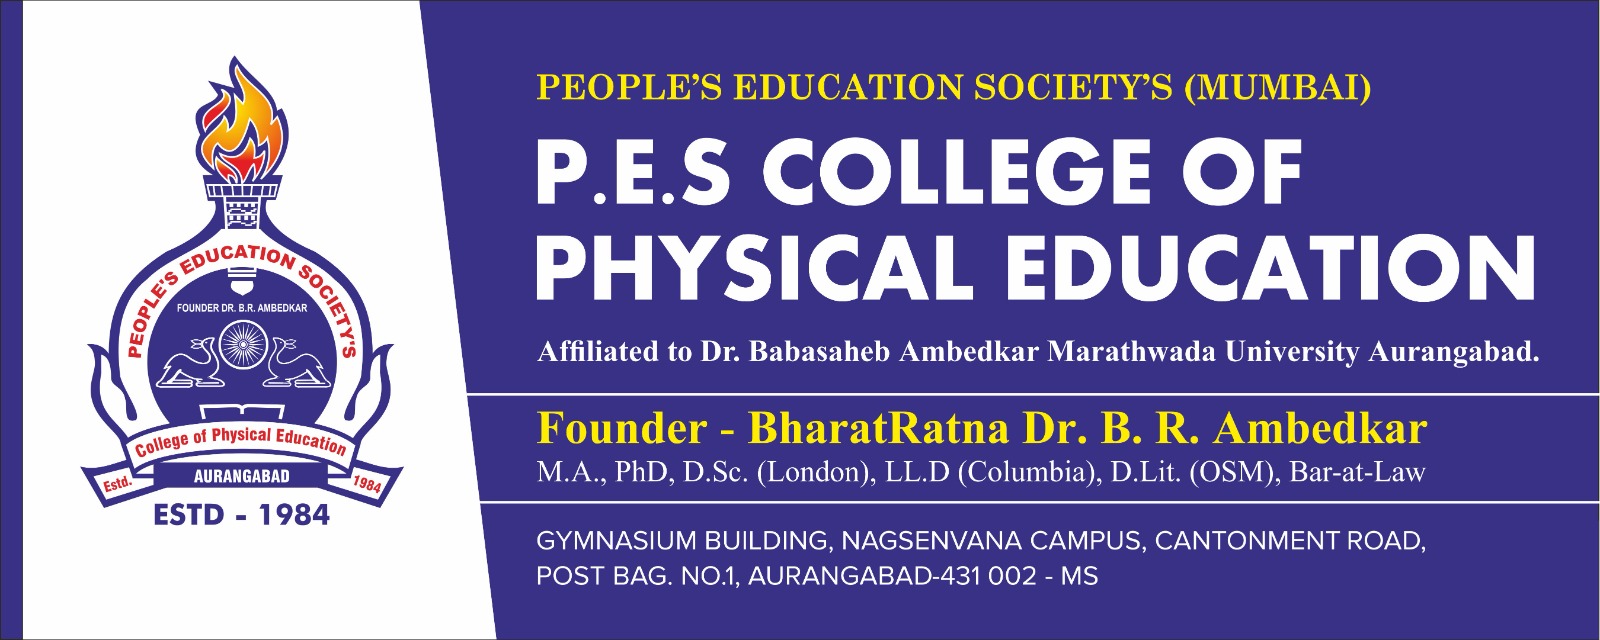 PEOPLE'S EDUCATION SOCIETY'S
FOUNDER DR. B.R. AMBEDKAR
College of Physical Education
Estd.
AURANGABAD
1984
ESTD - 1984
PEOPLE'S EDUCATION SOCIETY'S (MUMBAI)
P.E.S COLLEGE OF
PHYSICAL EDUCATION
Affiliated to Dr. Babasaheb Ambedkar Marathwada University Aurangabad.
Founder - BharatRatna Dr. B. R. Ambedkar
M.A., PhD, D.Sc. (London), LL.D (Columbia), D.Lit. (OSM), Bar-at-Law
GYMNASIUM BUILDING, NAGSENVANA CAMPUS, CANTONMENT ROAD,
POST BAG. NO.1, AURANGABAD-431 002 - MS